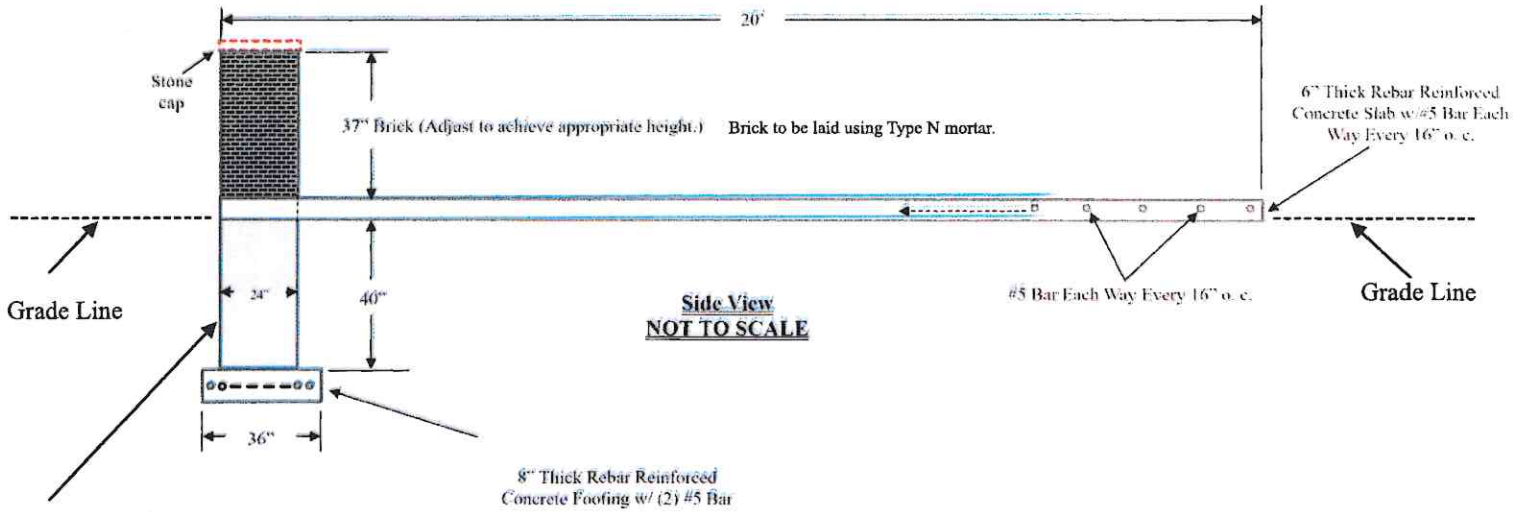 20'
Stone
cap
37" Brick (Adjust to achieve appropriate height.) Brick to be laid using Type N mortar.
6" Thick Rebar Reinforced
Concrete Slab w/#5 Bar Each
Way Every 16" o. c.
24"
40"
Grade Line
Side View
NOT TO SCALE
#5 Bar Each Way Every 16" o. c.
Grade Line
36"
8" Thick Rebar Reinforced
Concrete Footing w/ (2) #5 Bar